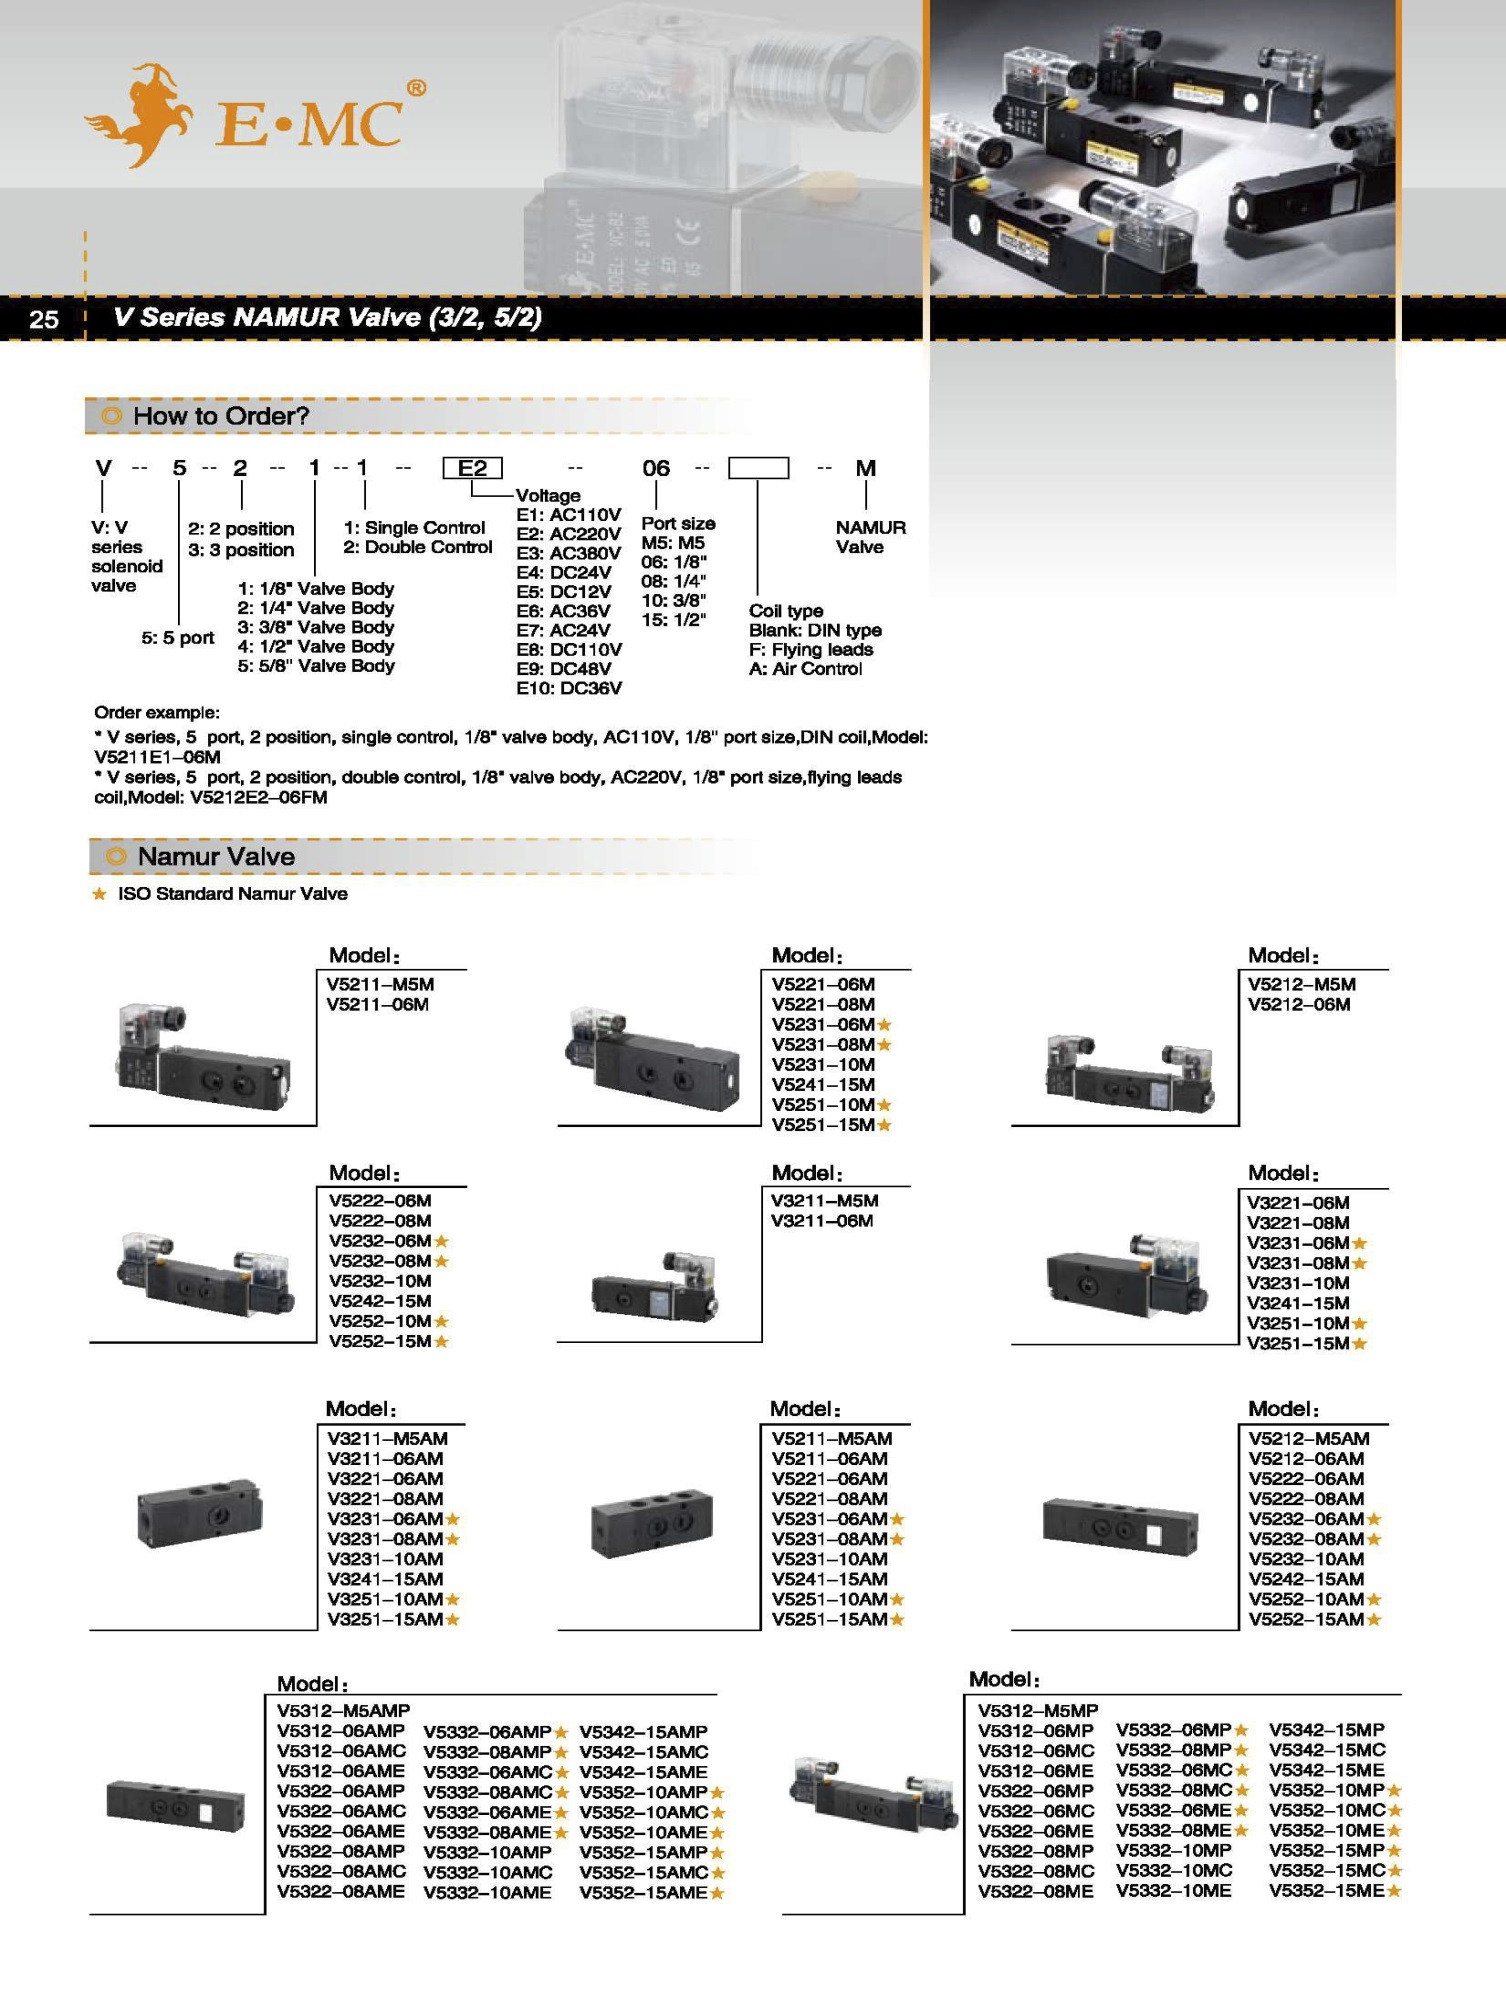 E•MC®
25
V Series NAMUR Valve (3/2, 5/2)
How to Order?
V -- 5 -- 2 -- 1 -- 1 -- E2 -- 06 -- -- M
V: V
series
solenoid
valve
5: 5 port
2: 2 position
3: 3 position
1: 1/8" Valve Body
2: 1/4" Valve Body
3: 3/8" Valve Body
4: 1/2" Valve Body
5: 5/8" Valve Body
1: Single Control
2: Double Control
Voltage
E1: AC110V
E2: AC220V
E3: AC380V
E4: DC24V
E5: DC12V
E6: AC36V
E7: AC24V
E8: DC110V
E9: DC48V
E10: DC36V
Port size
M5: M5
06: 1/8"
08: 1/4"
10: 3/8"
15: 1/2"
Coil type
Blank: DIN type
F: Flying leads
A: Air Control
NAMUR
Valve
Order example:
* V series, 5 port, 2 position, single control, 1/8" valve body, AC110V, 1/8" port size,DIN coil,Model:
V5211E1–06M
* V series, 5 port, 2 position, double control, 1/8" valve body, AC220V, 1/8" port size,flying leads
coil,Model: V5212E2–06FM
Namur Valve
★ ISO Standard Namur Valve
Model:
V5211–M5M
V5211–06M
Model:
V5221–06M
V5221–08M
V5231–06M★
V5231–08M★
V5231–10M
V5241–15M
V5251–10M★
V5251–15M★
Model:
V5212–M5M
V5212–06M
Model:
V5222–06M
V5222–08M
V5232–06M★
V5232–08M★
V5232–10M
V5242–15M
V5252–10M★
V5252–15M★
Model:
V3211–M5M
V3211–06M
Model:
V3221–06M
V3221–08M
V3231–06M★
V3231–08M★
V3231–10M
V3241–15M
V3251–10M★
V3251–15M★
Model:
V3211–M5AM
V3211–06AM
V3221–06AM
V3221–08AM
V3231–06AM★
V3231–08AM★
V3231–10AM
V3241–15AM
V3251–10AM★
V3251–15AM★
Model:
V5211–M5AM
V5211–06AM
V5221–06AM
V5221–08AM
V5231–06AM★
V5231–08AM★
V5231–10AM
V5241–15AM
V5251–10AM★
V5251–15AM★
Model:
V5212–M5AM
V5212–06AM
V5222–06AM
V5222–08AM
V5232–06AM★
V5232–08AM★
V5232–10AM
V5242–15AM
V5252–10AM★
V5252–15AM★
Model:
V5312–M5AMP
V5312–06AMP V5332–06AMP★ V5342–15AMP
V5312–06AMC V5332–08AMP★ V5342–15AMC
V5312–06AME V5332–06AMC★ V5342–15AME
V5322–06AMP V5332–08AMC★ V5352–10AMP★
V5322–06AMC V5332–06AME★ V5352–10AMC★
V5322–06AME V5332–08AME★ V5352–10AME★
V5322–08AMP V5332–10AMP V5352–15AMP★
V5322–08AMC V5332–10AMC V5352–15AMC★
V5322–08AME V5332–10AME V5352–15AME★
Model:
V5312–M5MP
V5312–06MP V5332–06MP★ V5342–15MP
V5312–06MC V5332–08MP★ V5342–15MC
V5312–06ME V5332–06MC★ V5342–15ME
V5322–06MP V5332–08MC★ V5352–10MP★
V5322–06MC V5332–06ME★ V5352–10MC★
V5322–06ME V5332–08ME★ V5352–10ME★
V5322–08MP V5332–10MP V5352–15MP★
V5322–08MC V5332–10MC V5352–15MC★
V5322–08ME V5332–10ME V5352–15ME★